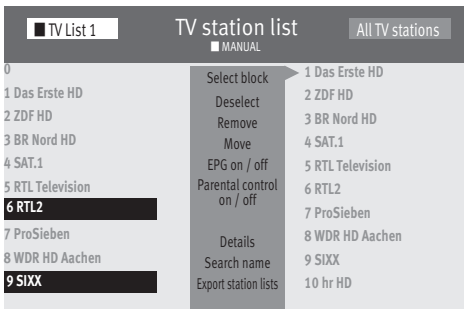 TV List 1
TV station list
MANUAL
All TV stations
0
1 Das Erste HD
2 ZDF HD
3 BR Nord HD
4 SAT.1
5 RTL Television
6 RTL2
7 ProSieben
8 WDR HD Aachen
9 SIXX
Select block
Deselect
Remove
Move
EPG on / off
Parental control
on / off
Details
Search name
Export station lists
1 Das Erste HD
2 ZDF HD
3 BR Nord HD
4 SAT.1
5 RTL Television
6 RTL2
7 ProSieben
8 WDR HD Aachen
9 SIXX
10 hr HD